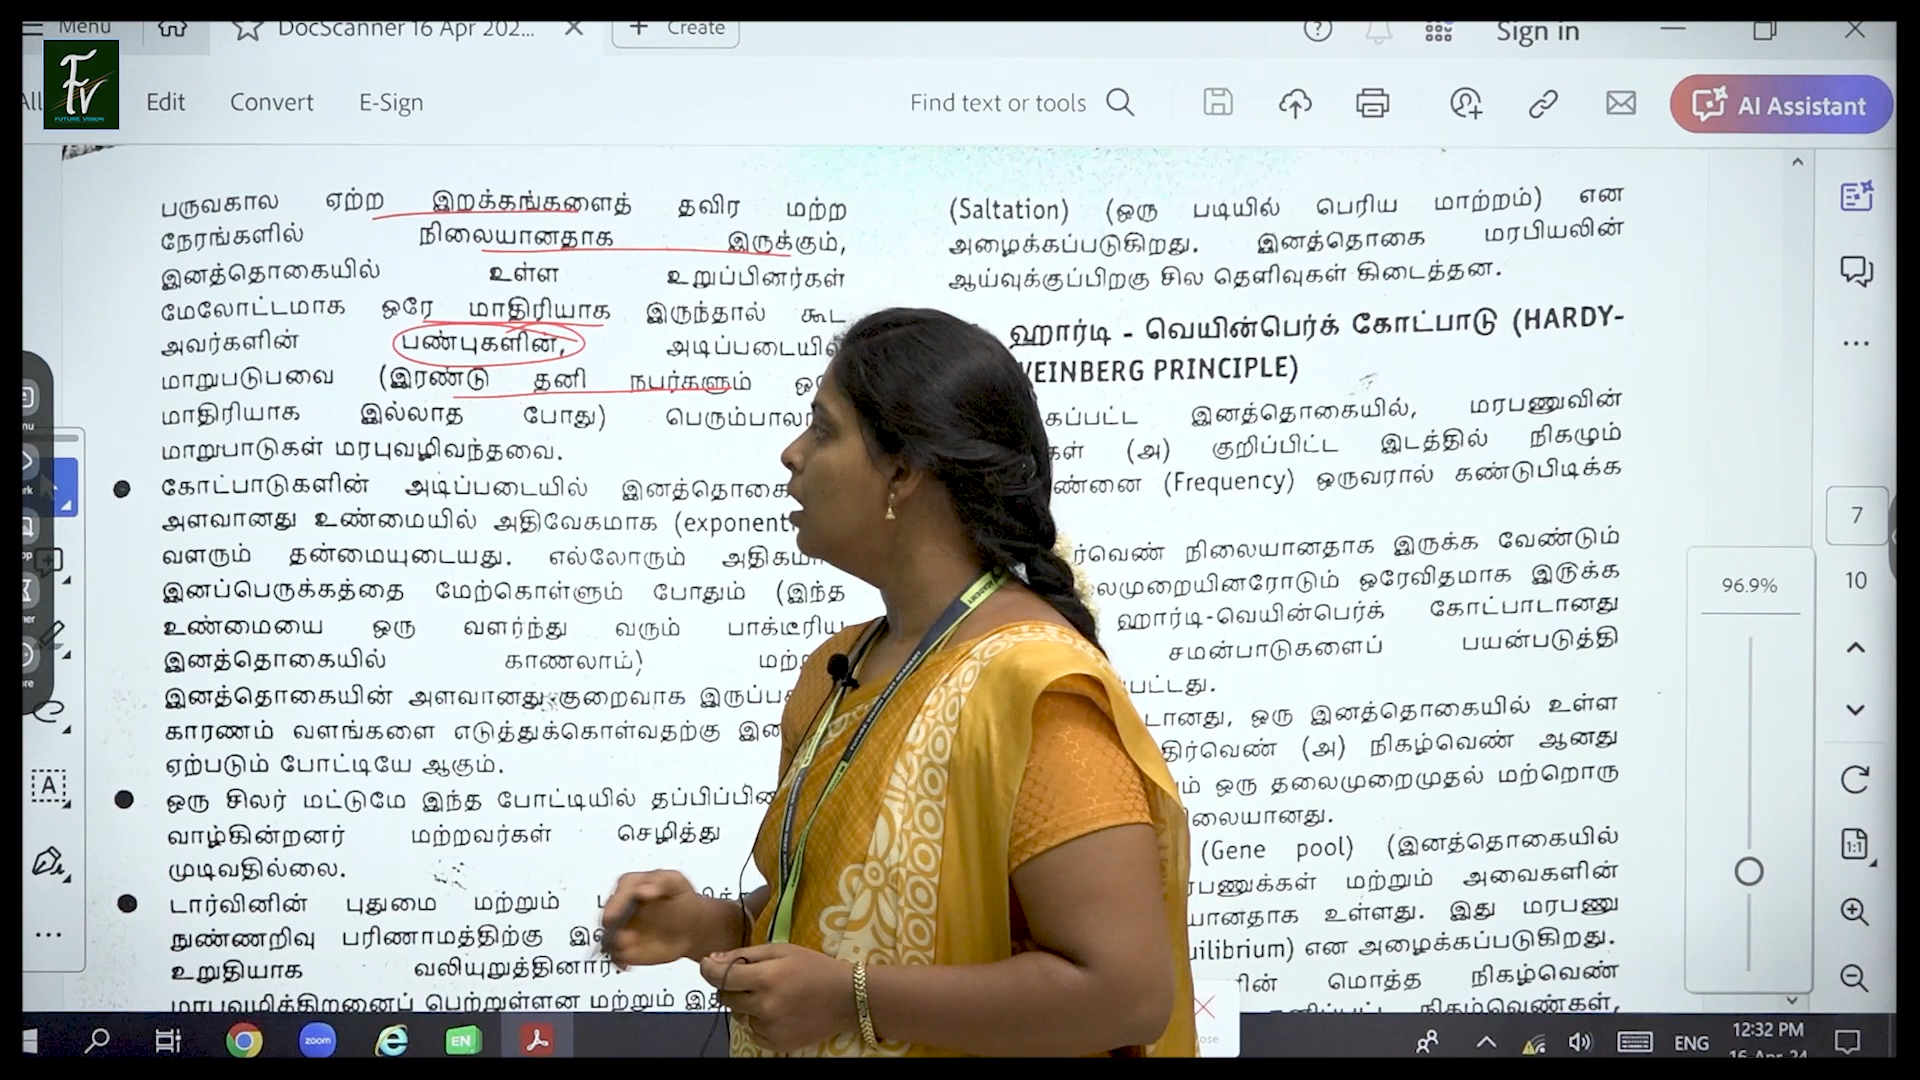 Menu
DocScanner 16 Apr 202...
Create
Sign in
All
Edit
Convert
E-Sign
Find text or tools
AI Assistant
FV
FUTURE VISION
பருவகால ஏற்ற இறக்கங்களைத் தவிர மற்ற
நேரங்களில் நிலையானதாக இருக்கும்,
இனத்தொகையில் உள்ள உறுப்பினர்கள்
மேலோட்டமாக ஒரே மாதிரியாக இருந்தால் கூட
அவர்களின் பண்புகளின், அடிப்படையில்
மாறுபடுபவை (இரண்டு தனி நபர்களும்
மாதிரியாக இல்லாத போது)
மாறுபாடுகள் மரபுவழிவந்தவை.
கோட்பாடுகளின் அடிப்படையில்
அளவானது உண்மையில் அதிவேகமாக
வளரும் தன்மையுடையது. எல்லோரும்
இனப்பெருக்கத்தை மேற்கொள்ளும் போதும் (இந்த
உண்மையை ஒரு வளர்ந்து வரும் பாக்டீரிய
இனத்தொகையில் காணலாம்)
இனத்தொகையின் அளவானது குறைவாக
காரணம் வளங்களை எடுத்துக்கொள்வதற்கு
ஏற்படும் போட்டியே ஆகும்.
ஒரு சிலர் மட்டுமே இந்த போட்டியில்
வாழ்கின்றனர் மற்றவர்கள் செழித்து
முடிவதில்லை.
டார்வினின் புதுமை மற்றும்
நுண்ணறிவு பரிணாமத்திற்கு
உறுதியாக வலியுறுத்தினார்.
(Saltation) (ஒரு படியில் பெரிய மாற்றம்) என
அழைக்கப்படுகிறது. இனத்தொகை மரபியலின்
ஆய்வுக்குப்பிறகு சில தெளிவுகள் கிடைத்தன.
ஹார்டி - வெயின்பெர்க் கோட்பாடு (HARDY-
WEINBERG PRINCIPLE)
இனத்தொகையில், மரபணுவின்
(அ) குறிப்பிட்ட இடத்தில் நிகழும்
(Frequency) ஒருவரால் கண்டுபிடிக்க
நிலையானதாக இருக்க வேண்டும்
ஒரேவிதமாக இருக்க
ஹார்டி-வெயின்பெர்க் கோட்பாடானது
சமன்பாடுகளைப் பயன்படுத்தி
ஒரு இனத்தொகையில் உள்ள
(அ) நிகழ்வெண் ஆனது
ஒரு தலைமுறைமுதல் மற்றொரு
(Gene pool) (இனத்தொகையில்
மற்றும் அவைகளின்
உள்ளது. இது மரபணு
என அழைக்கப்படுகிறது.
மொத்த நிகழ்வெண்
7
10
96.9%
zoom
EN
ENG
12:32 PM
16-Apr-24